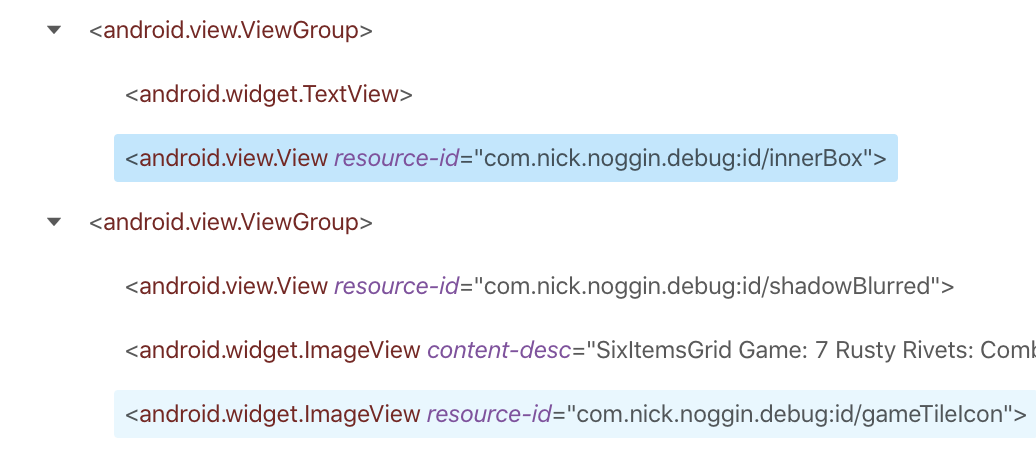 <android.view.ViewGroup>
<android.widget.TextView>
<android.view.View resource-id="com.nick.noggin.debug:id/innerBox">
<android.view.ViewGroup>
<android.view.View resource-id="com.nick.noggin.debug:id/shadowBlurred">
<android.widget.ImageView content-desc="SixItemsGrid Game: 7 Rusty Rivets: Comb
<android.widget.ImageView resource-id="com.nick.noggin.debug:id/gameTileIcon">